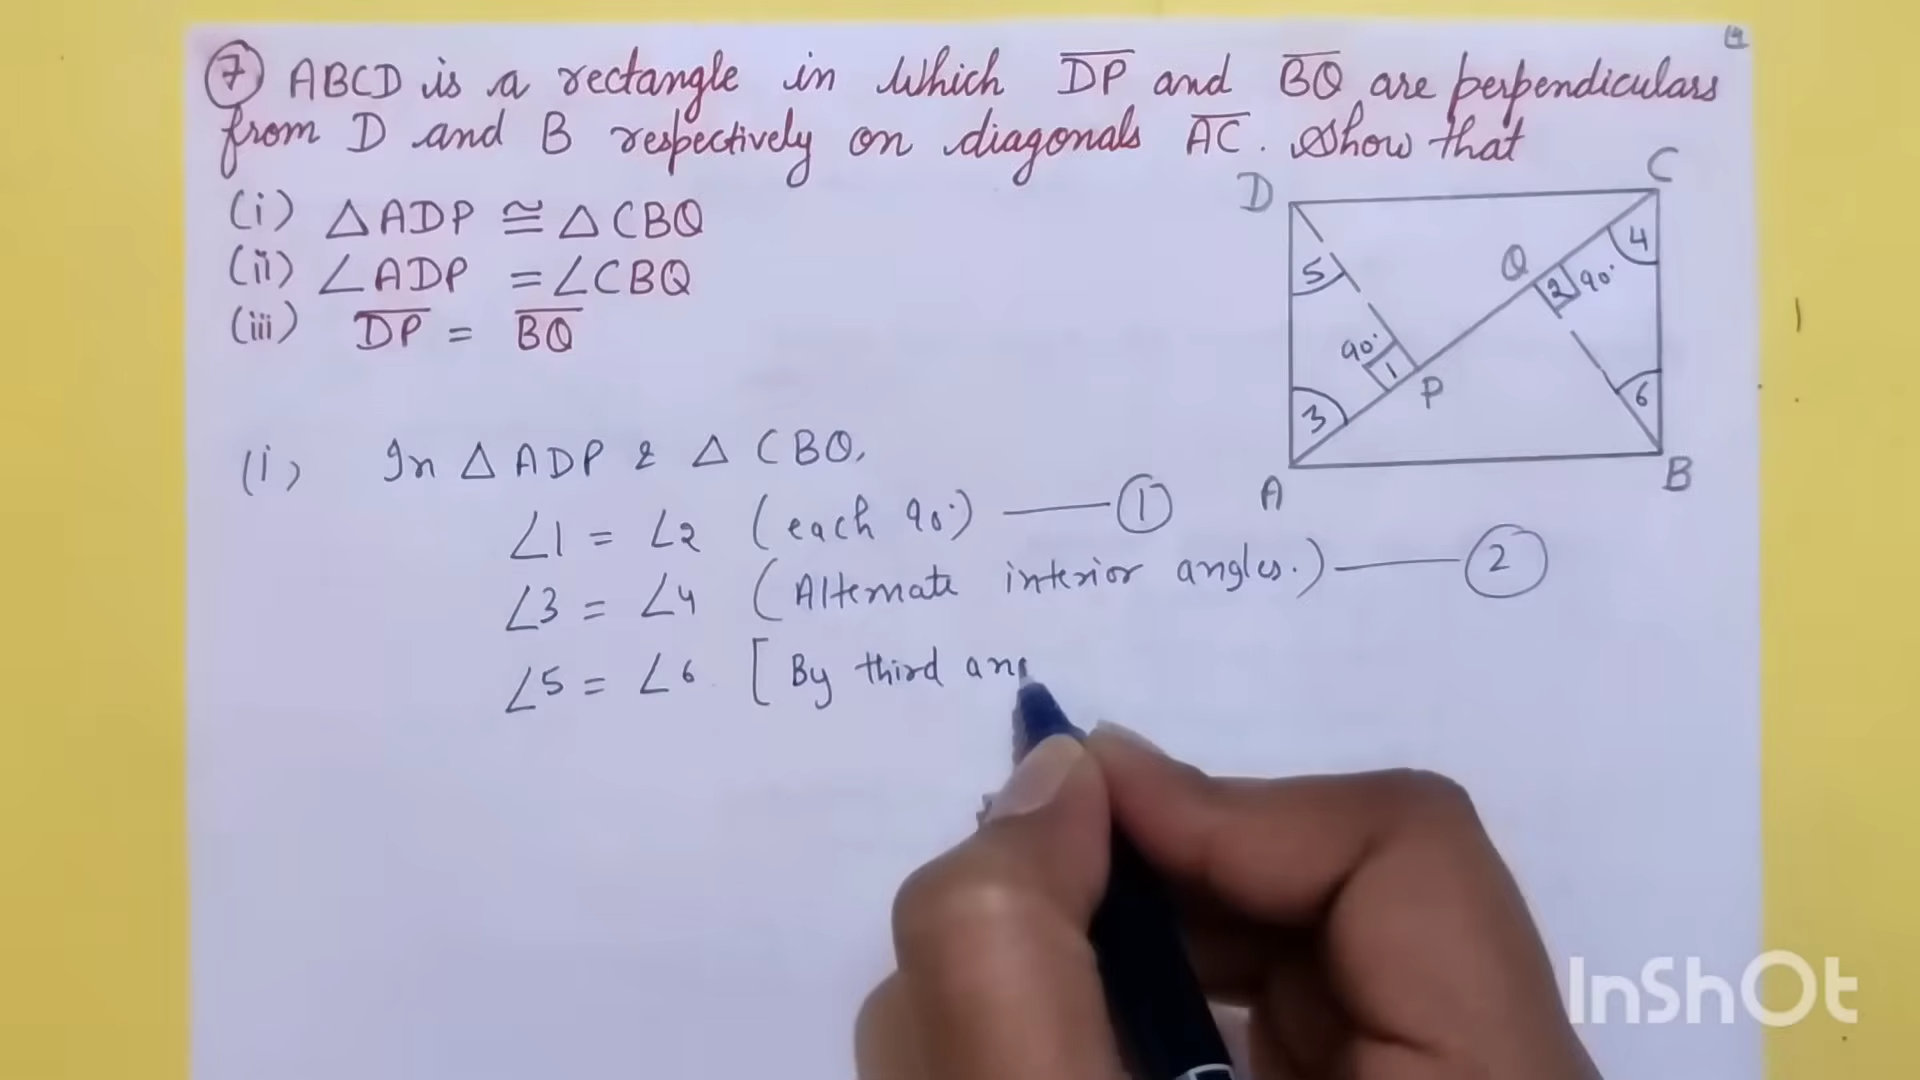 ⑦ ABCD is a rectangle in which DP and BQ are perpendiculars
from D and B respectively on diagonals AC. Show that
(i) △ADP ≅ △CBQ
(ii) ∠ADP = ∠CBQ
(iii) DP = BQ
D C
5 Q 2 90° 4
90° 1 P
3 6
A B
(i) In △ADP & △CBQ,
∠1 = ∠2 (each 90°) —— ①
∠3 = ∠4 (Alternate interior angles.) —— ②
∠5 = ∠6 [By third ang
InShOt